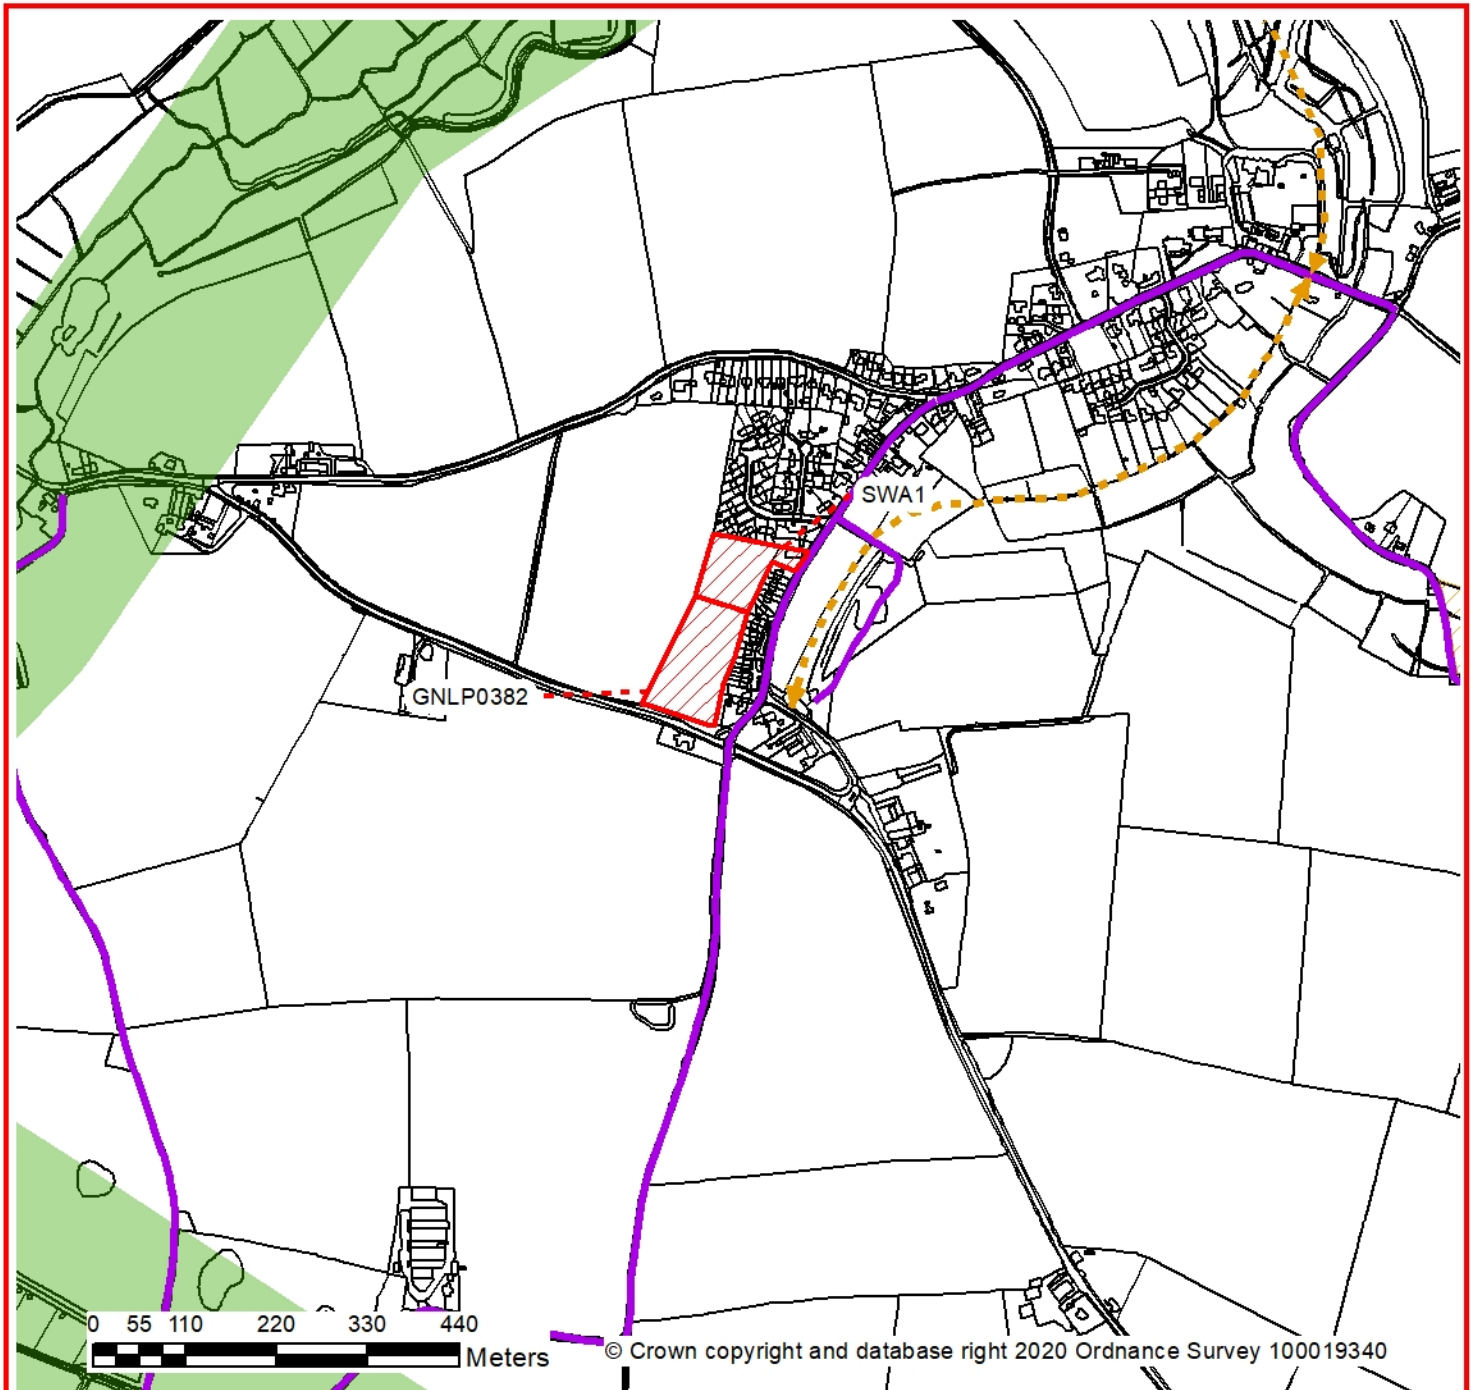 SWA1
GNLP0382
0 55 110 220 330 440
Meters
© Crown copyright and database right 2020 Ordnance Survey 100019340